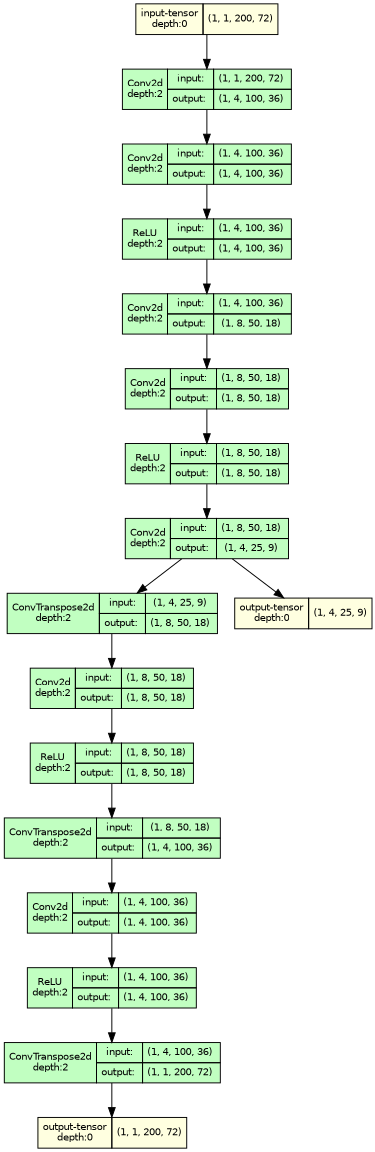 input-tensor
depth:0
(1, 1, 200, 72)
Conv2d
depth:2
input:
(1, 1, 200, 72)
output:
(1, 4, 100, 36)
Conv2d
depth:2
input:
(1, 4, 100, 36)
output:
(1, 4, 100, 36)
ReLU
depth:2
input:
(1, 4, 100, 36)
output:
(1, 4, 100, 36)
Conv2d
depth:2
input:
(1, 4, 100, 36)
output:
(1, 8, 50, 18)
Conv2d
depth:2
input:
(1, 8, 50, 18)
output:
(1, 8, 50, 18)
ReLU
depth:2
input:
(1, 8, 50, 18)
output:
(1, 8, 50, 18)
Conv2d
depth:2
input:
(1, 8, 50, 18)
output:
(1, 4, 25, 9)
ConvTranspose2d
depth:2
input:
(1, 4, 25, 9)
output:
(1, 8, 50, 18)
output-tensor
depth:0
(1, 4, 25, 9)
Conv2d
depth:2
input:
(1, 8, 50, 18)
output:
(1, 8, 50, 18)
ReLU
depth:2
input:
(1, 8, 50, 18)
output:
(1, 8, 50, 18)
ConvTranspose2d
depth:2
input:
(1, 8, 50, 18)
output:
(1, 4, 100, 36)
Conv2d
depth:2
input:
(1, 4, 100, 36)
output:
(1, 4, 100, 36)
ReLU
depth:2
input:
(1, 4, 100, 36)
output:
(1, 4, 100, 36)
ConvTranspose2d
depth:2
input:
(1, 4, 100, 36)
output:
(1, 1, 200, 72)
output-tensor
depth:0
(1, 1, 200, 72)